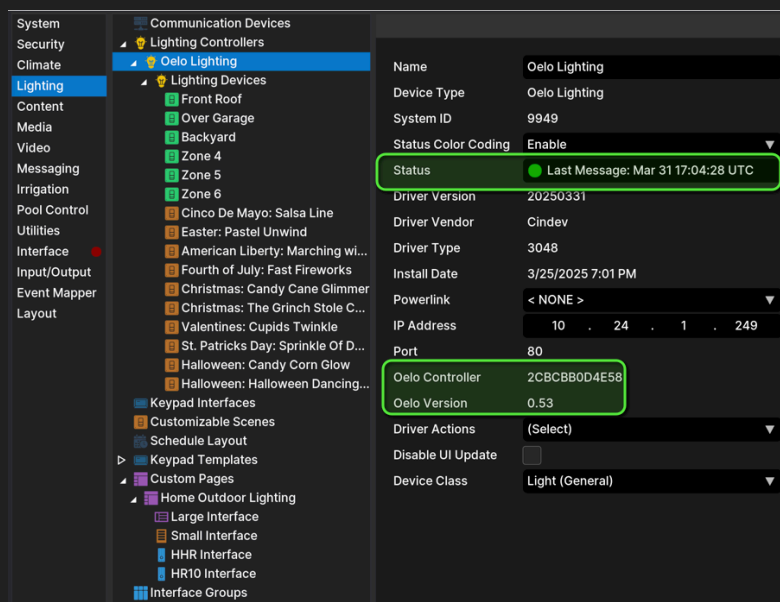 System
Security
Climate
Lighting
Content
Media
Video
Messaging
Irrigation
Pool Control
Utilities
Interface
Input/Output
Event Mapper
Layout
Communication Devices
Lighting Controllers
Oelo Lighting
Lighting Devices
Front Roof
Over Garage
Backyard
Zone 4
Zone 5
Zone 6
Cinco De Mayo: Salsa Line
Easter: Pastel Unwind
American Liberty: Marching wi...
Fourth of July: Fast Fireworks
Christmas: Candy Cane Glimmer
Christmas: The Grinch Stole C...
Valentines: Cupids Twinkle
St. Patricks Day: Sprinkle Of D...
Halloween: Candy Corn Glow
Halloween: Halloween Dancing...
Keypad Interfaces
Customizable Scenes
Schedule Layout
Keypad Templates
Custom Pages
Home Outdoor Lighting
Large Interface
Small Interface
HHR Interface
HR10 Interface
Interface Groups
Name Oelo Lighting
Device Type Oelo Lighting
System ID 9949
Status Color Coding Enable
Status Last Message: Mar 31 17:04:28 UTC
Driver Version 20250331
Driver Vendor Cindev
Driver Type 3048
Install Date 3/25/2025 7:01 PM
Powerlink < NONE >
IP Address 10 . 24 . 1 . 249
Port 80
Oelo Controller 2CBCBB0D4E58
Oelo Version 0.53
Driver Actions (Select)
Disable UI Update
Device Class Light (General)